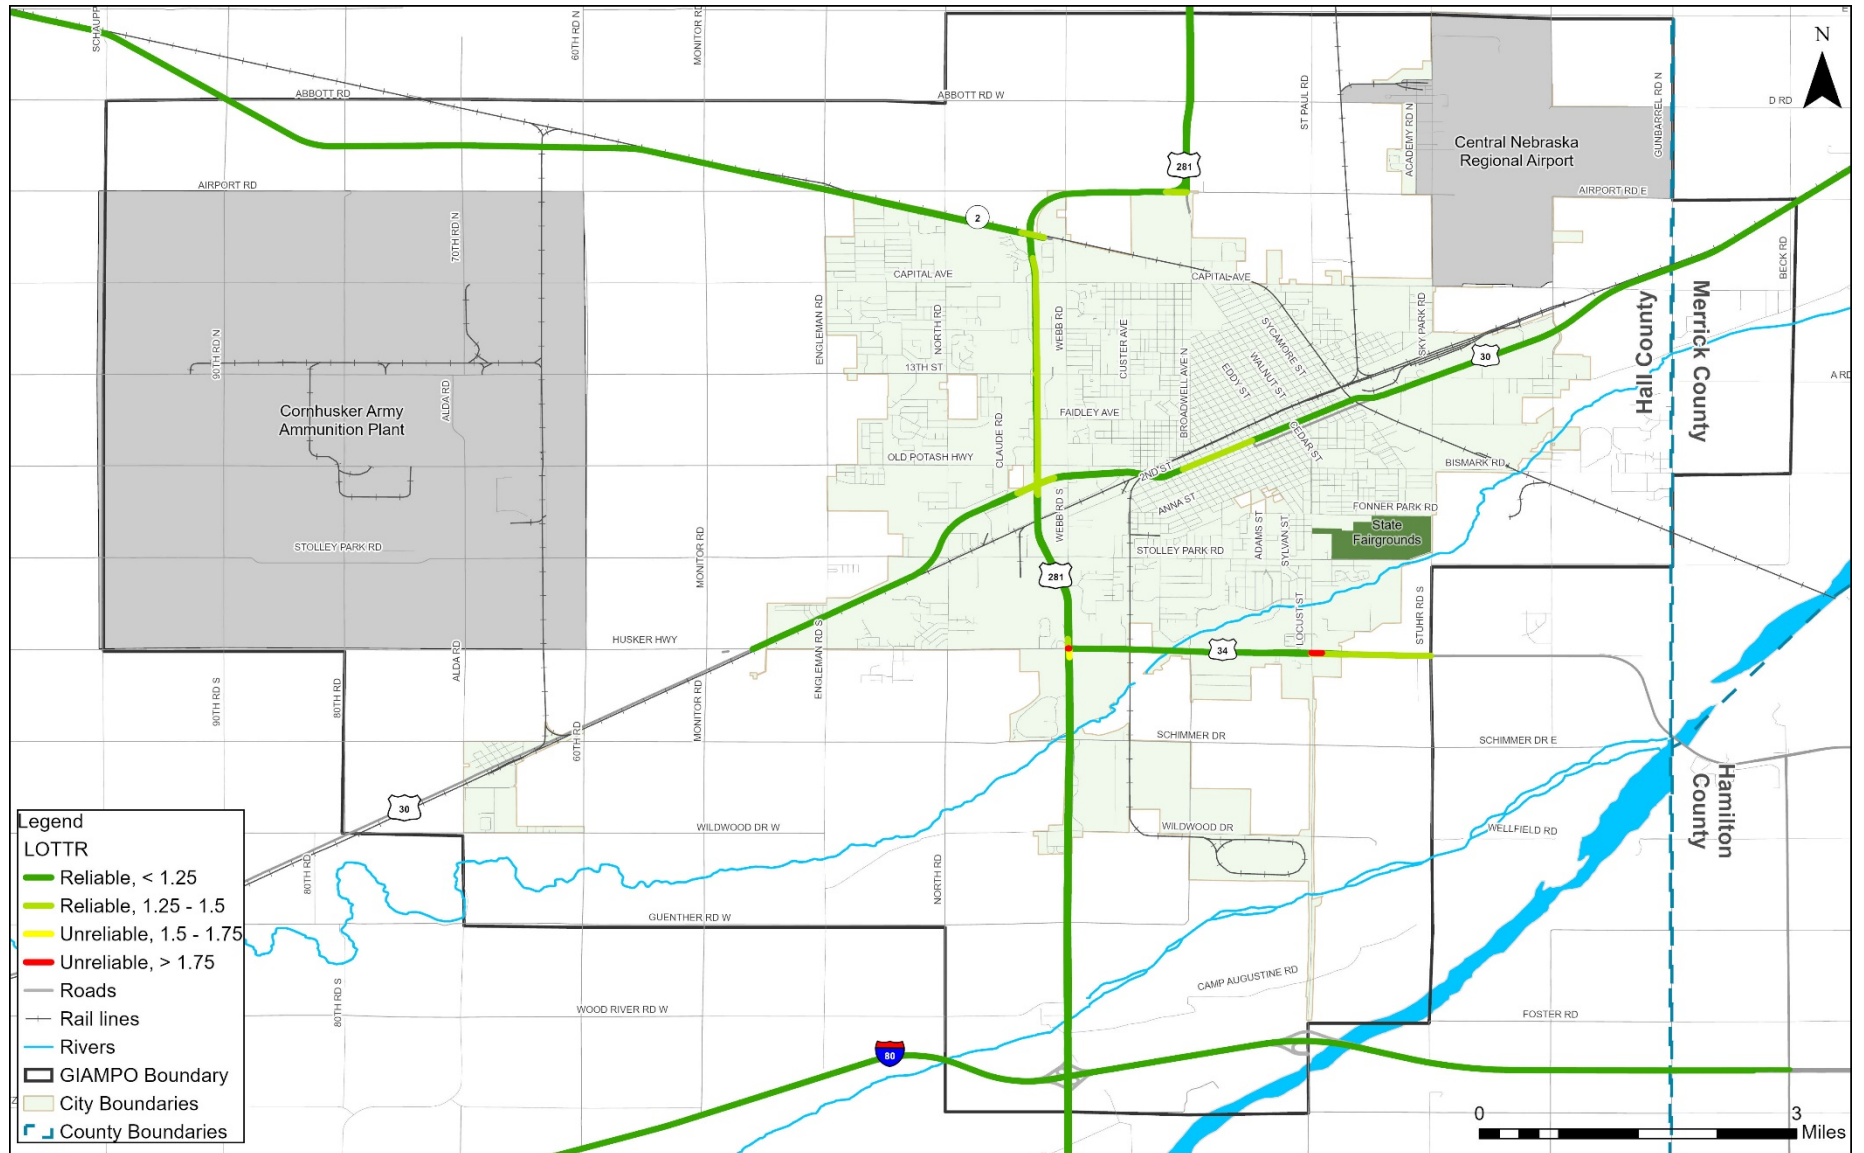 SCHAUPP
60TH RD N
MONITOR RD
N
ABBOTT RD
ABBOTT RD W
ST PAUL RD
ACADEMY RD N
GUNBARREL RD N
D RD
Central Nebraska
Regional Airport
281
AIRPORT RD
AIRPORT RD E
70TH RD N
2
BECK RD
CAPITAL AVE
CAPITAL AVE
ENGLEMAN RD
NORTH RD
WEBB RD
CUSTER AVE
SYCAMORE ST
SKY PARK RD
Hall County
Merrick County
90TH RD N
13TH ST
BROADWELL AVE N
EDDY ST
WALNUT ST
30
A RD
ALDA RD
Cornhusker Army
Ammunition Plant
FAIDLEY AVE
CLAUDE RD
CEDAR ST
OLD POTASH HWY
2ND ST
BISMARK RD
ANNA ST
FONNER PARK RD
WEBB RD S
State
Fairgrounds
MONITOR RD
STOLLEY PARK RD
STOLLEY PARK RD
ADAMS ST
SYLVAN ST
281
LOCUST ST
STUHR RD S
HUSKER HWY
ENGLEMAN RD S
ALDA RD
34
90TH RD S
80TH RD
MONITOR RD
60TH RD
SCHIMMER DR
SCHIMMER DR E
Hamilton
County
30
WILDWOOD DR W
WILDWOOD DR
WELLFIELD RD
80TH RD
NORTH RD
GUENTHER RD W
CAMP AUGUSTINE RD
80TH RD S
WOOD RIVER RD W
FOSTER RD
80
Legend
LOTTR
Reliable, < 1.25
Reliable, 1.25 - 1.5
Unreliable, 1.5 - 1.75
Unreliable, > 1.75
Roads
Rail lines
Rivers
GIAMPO Boundary
City Boundaries
County Boundaries
0 3
Miles